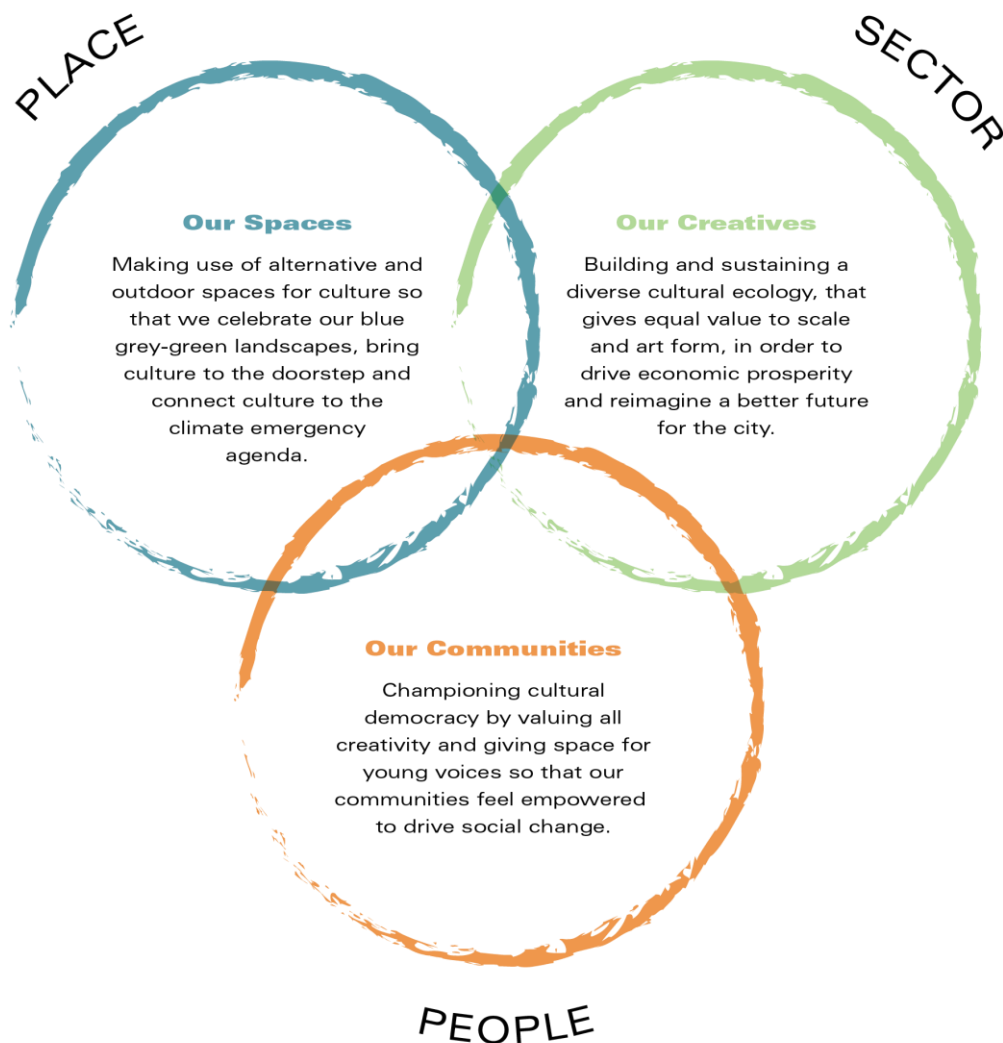 PLACE
Our Spaces
Making use of alternative and
outdoor spaces for culture so
that we celebrate our blue
grey-green landscapes, bring
culture to the doorstep and
connect culture to the
climate emergency
agenda.
SECTOR
Our Creatives
Building and sustaining a
diverse cultural ecology, that
gives equal value to scale
and art form, in order to
drive economic prosperity
and reimagine a better future
for the city.
Our Communities
Championing cultural
democracy by valuing all
creativity and giving space for
young voices so that our
communities feel empowered
to drive social change.
PEOPLE